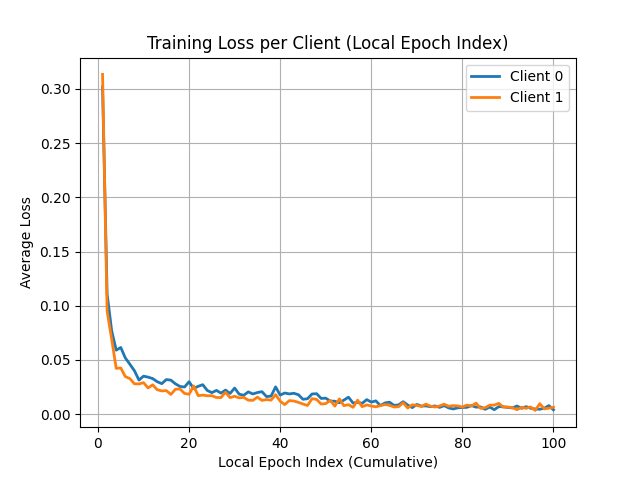 Training Loss per Client (Local Epoch Index)
Client 0
Client 1
Average Loss
0.30
0.25
0.20
0.15
0.10
0.05
0.00
0 20 40 60 80 100
Local Epoch Index (Cumulative)